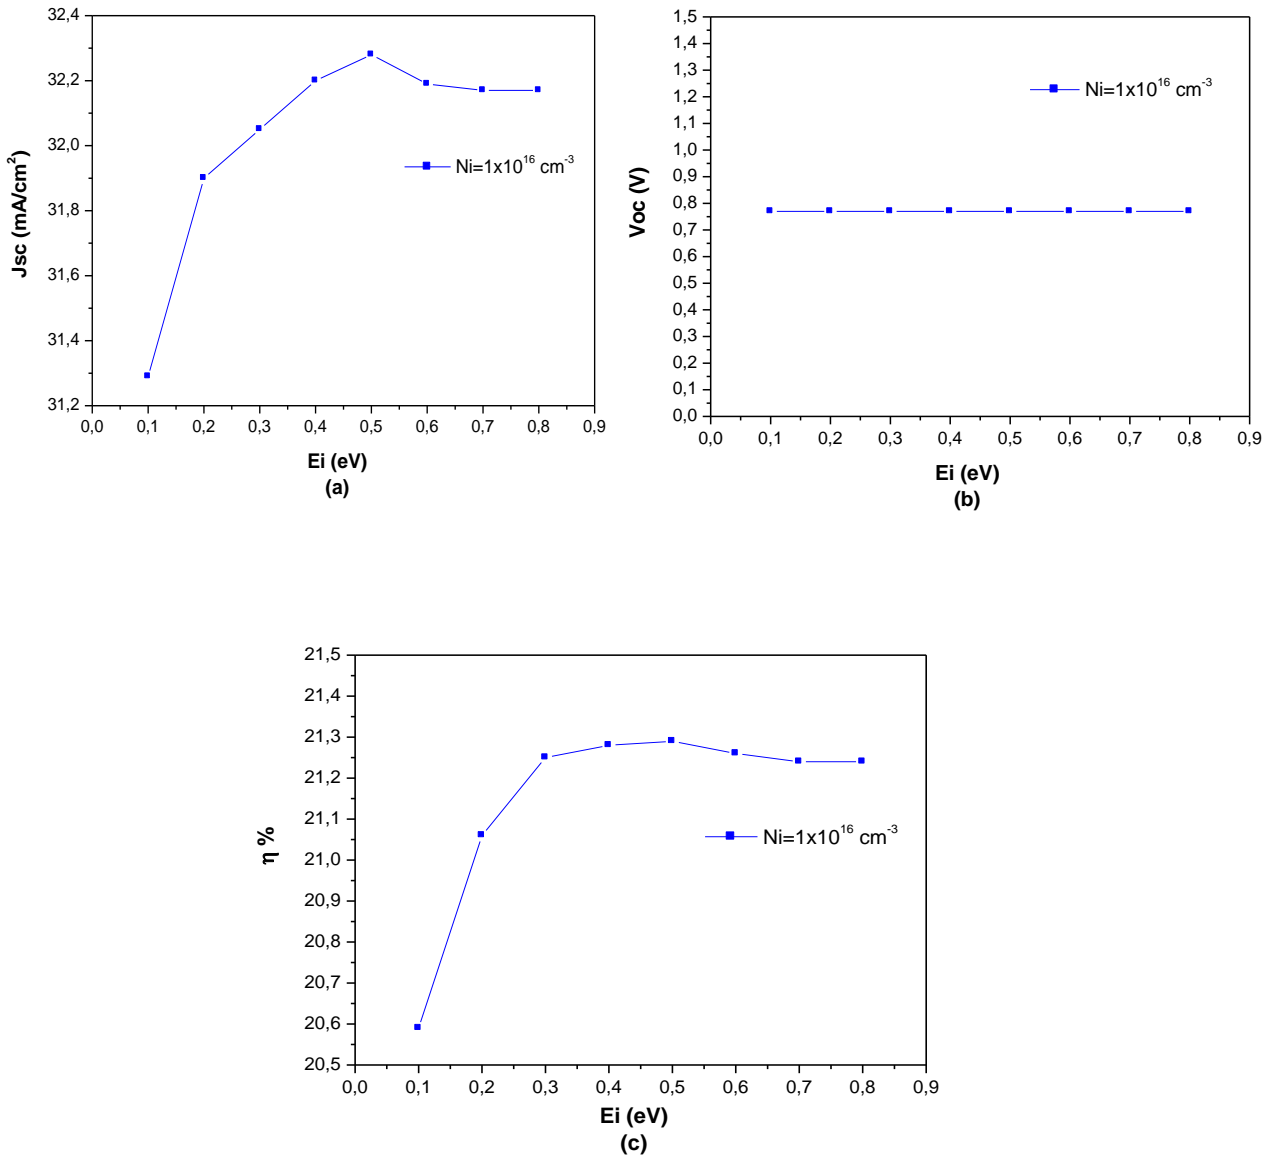 32,4
32,2
32,0
31,8
31,6
31,4
31,2
Jsc (mA/cm²)
Ni=1x10¹⁶ cm⁻³
0,0 0,1 0,2 0,3 0,4 0,5 0,6 0,7 0,8 0,9
Ei (eV)
(a)
1,5
1,4
1,3
1,2
1,1
1,0
0,9
0,8
0,7
0,6
0,5
0,4
0,3
0,2
0,1
0,0
Voc (V)
Ni=1x10¹⁶ cm⁻³
0,0 0,1 0,2 0,3 0,4 0,5 0,6 0,7 0,8 0,9
Ei (eV)
(b)
21,5
21,4
21,3
21,2
21,1
21,0
20,9
20,8
20,7
20,6
20,5
η %
Ni=1x10¹⁶ cm⁻³
0,0 0,1 0,2 0,3 0,4 0,5 0,6 0,7 0,8 0,9
Ei (eV)
(c)